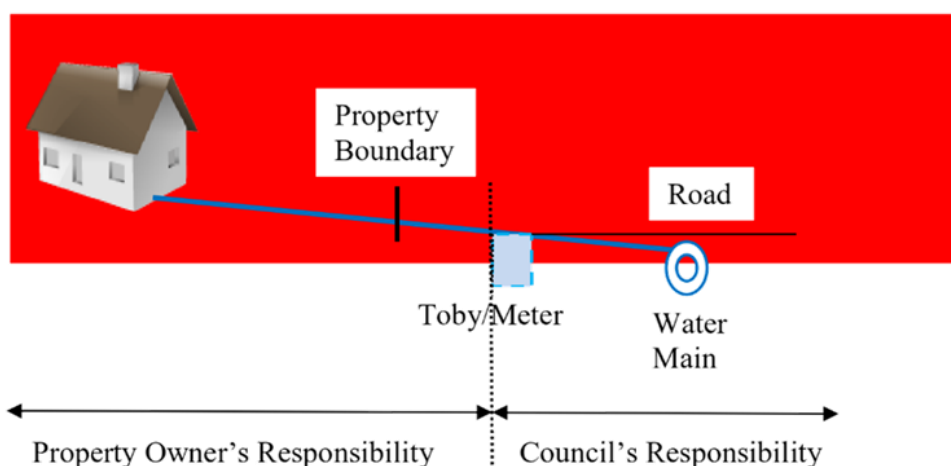 Property
Boundary
Road
Toby/Meter
Water
Main
Property Owner's Responsibility
Council's Responsibility